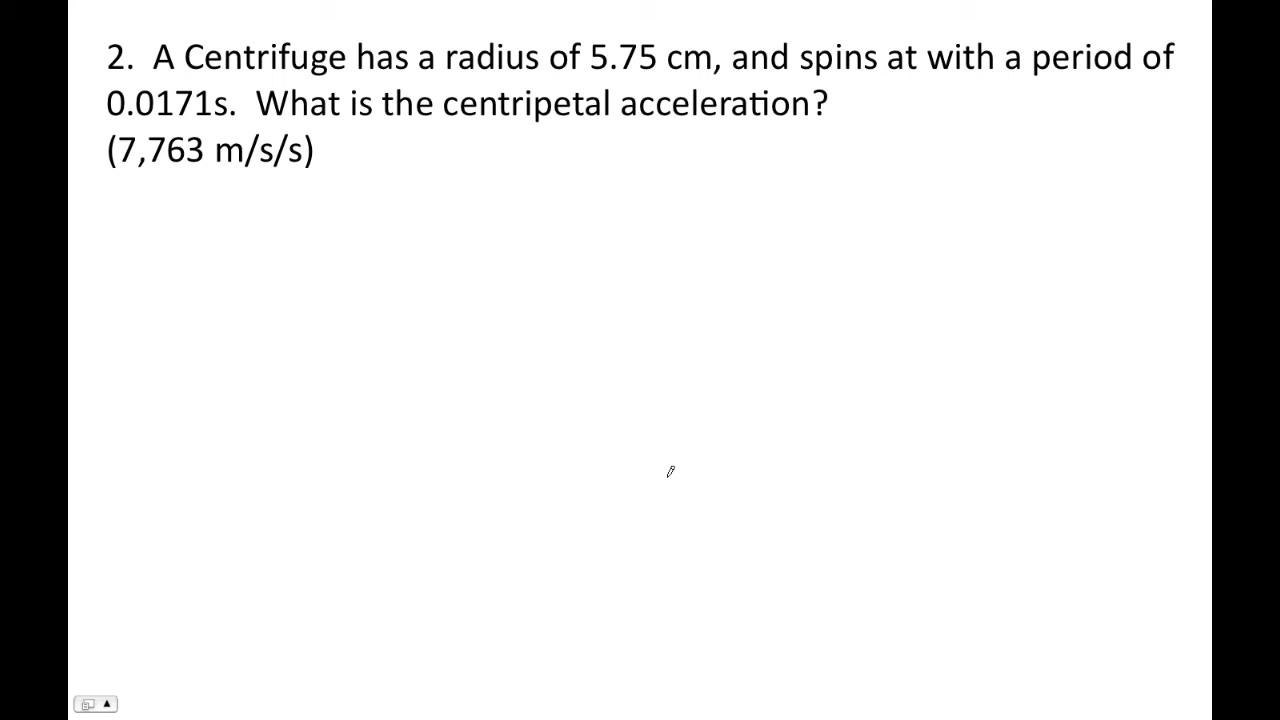 2.  A Centrifuge has a radius of 5.75 cm, and spins at with a period of
0.0171s.  What is the centripetal acceleration?
(7,763 m/s/s)